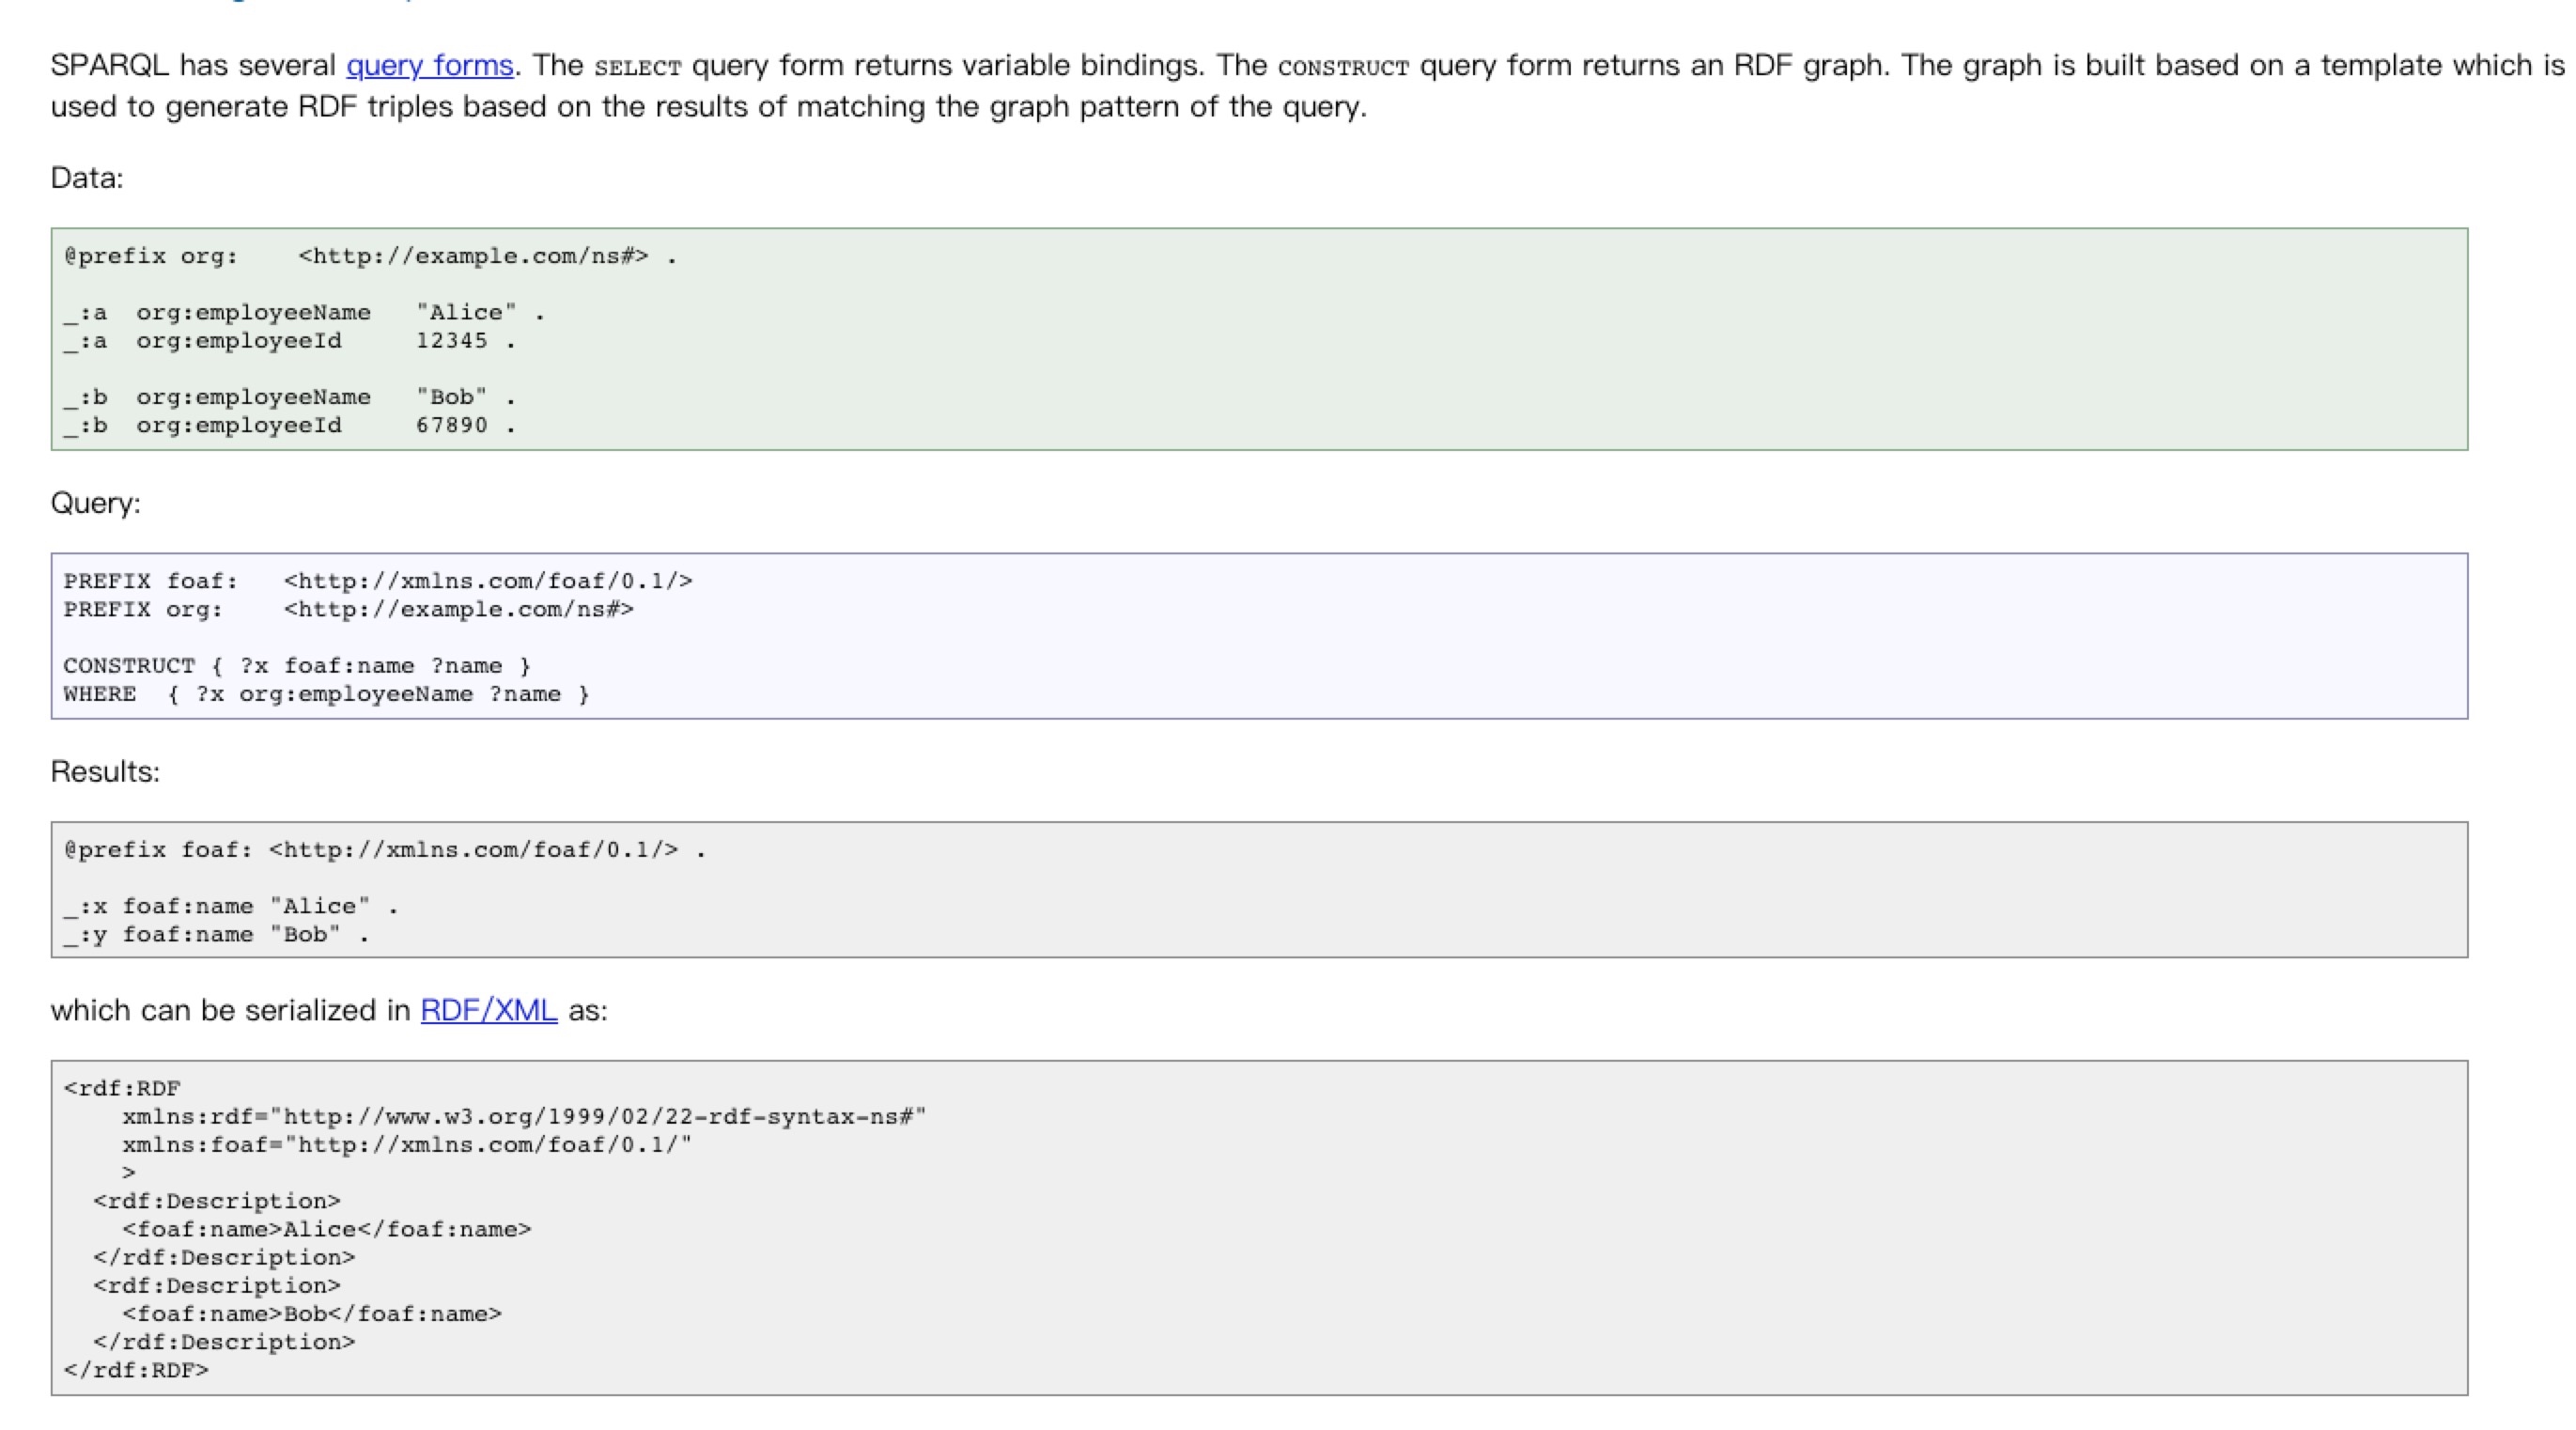 SPARQL has several query forms. The SELECT query form returns variable bindings. The CONSTRUCT query form returns an RDF graph. The graph is built based on a template which is
used to generate RDF triples based on the results of matching the graph pattern of the query.
Data:
@prefix org:    <http://example.com/ns#> .
_:a  org:employeeName   "Alice" .
_:a  org:employeeId     12345 .
_:b  org:employeeName   "Bob" .
_:b  org:employeeId     67890 .
Query:
PREFIX foaf:   <http://xmlns.com/foaf/0.1/>
PREFIX org:    <http://example.com/ns#>
CONSTRUCT { ?x foaf:name ?name }
WHERE  { ?x org:employeeName ?name }
Results:
@prefix foaf: <http://xmlns.com/foaf/0.1/> .
_:x foaf:name "Alice" .
_:y foaf:name "Bob" .
which can be serialized in RDF/XML as:
<rdf:RDF
    xmlns:rdf="http://www.w3.org/1999/02/22-rdf-syntax-ns#"
    xmlns:foaf="http://xmlns.com/foaf/0.1/"
    >
  <rdf:Description>
    <foaf:name>Alice</foaf:name>
  </rdf:Description>
  <rdf:Description>
    <foaf:name>Bob</foaf:name>
  </rdf:Description>
</rdf:RDF>